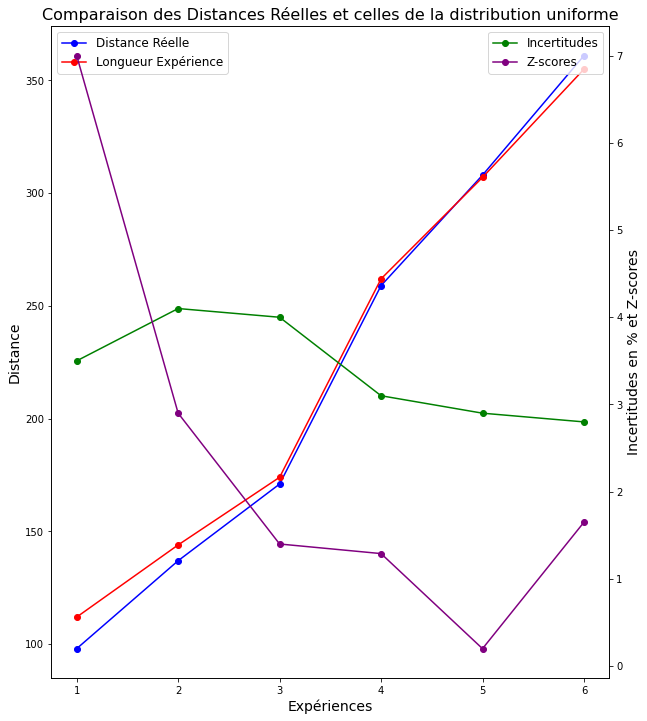 Comparaison des Distances Réelles et celles de la distribution uniforme
Distance Réelle
Longueur Expérience
Incertitudes
Z-scores
350
300
250
200
150
100
Distance
7
6
5
4
3
2
1
0
Incertitudes en % et Z-scores
1 2 3 4 5 6
Expériences